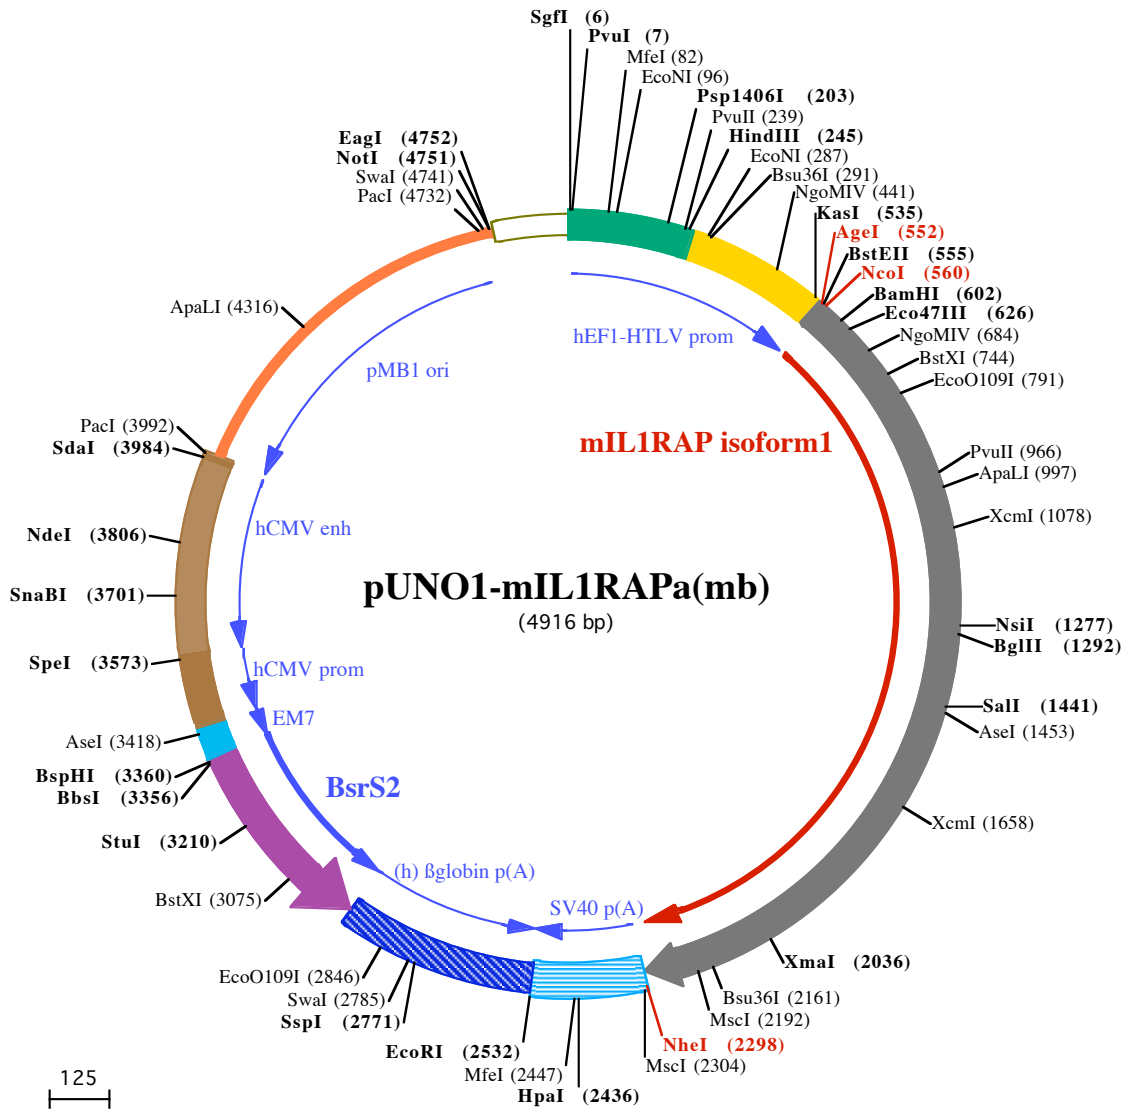 SgfI (6)
PvuI (7)
MfeI (82)
EcoNI (96)
Psp1406I (203)
PvuII (239)
HindIII (245)
EcoNI (287)
Bsu36I (291)
NgoMIV (441)
KasI (535)
AgeI (552)
BstEII (555)
NcoI (560)
BamHI (602)
Eco47III (626)
NgoMIV (684)
BstXI (744)
EcoO109I (791)
PvuII (966)
ApaLI (997)
XcmI (1078)
NsiI (1277)
BglII (1292)
SalI (1441)
AseI (1453)
XcmI (1658)
XmaI (2036)
Bsu36I (2161)
MscI (2192)
NheI (2298)
MscI (2304)
HpaI (2436)
MfeI (2447)
EcoRI (2532)
SspI (2771)
SwaI (2785)
EcoO109I (2846)
BstXI (3075)
StuI (3210)
BbsI (3356)
BspHI (3360)
AseI (3418)
SpeI (3573)
SnaBI (3701)
NdeI (3806)
SdaI (3984)
PacI (3992)
ApaLI (4316)
PacI (4732)
SwaI (4741)
NotI (4751)
EagI (4752)
hEF1-HTLV prom
pMB1 ori
mIL1RAP isoform1
hCMV enh
pUNO1-mIL1RAPa(mb)
(4916 bp)
hCMV prom
EM7
BsrS2
(h) ßglobin p(A)
SV40 p(A)
125